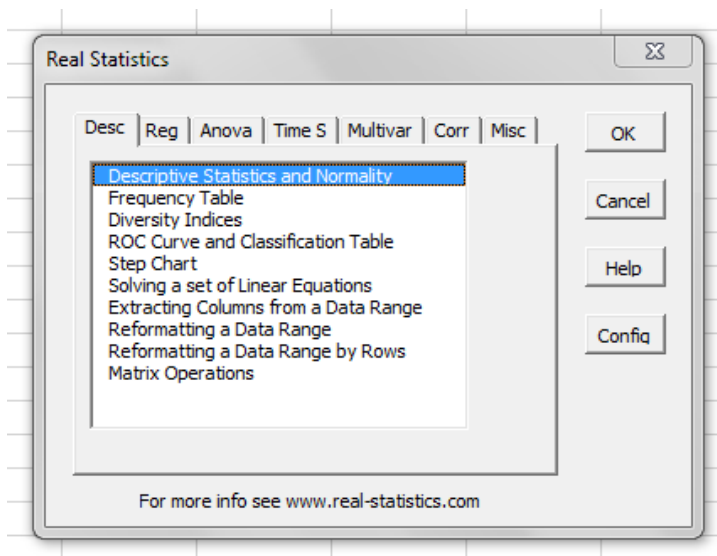 Real Statistics
Desc Reg Anova Time S Multivar Corr Misc
Descriptive Statistics and Normality
Frequency Table
Diversity Indices
ROC Curve and Classification Table
Step Chart
Solving a set of Linear Equations
Extracting Columns from a Data Range
Reformatting a Data Range
Reformatting a Data Range by Rows
Matrix Operations
OK
Cancel
Help
Config
For more info see www.real-statistics.com